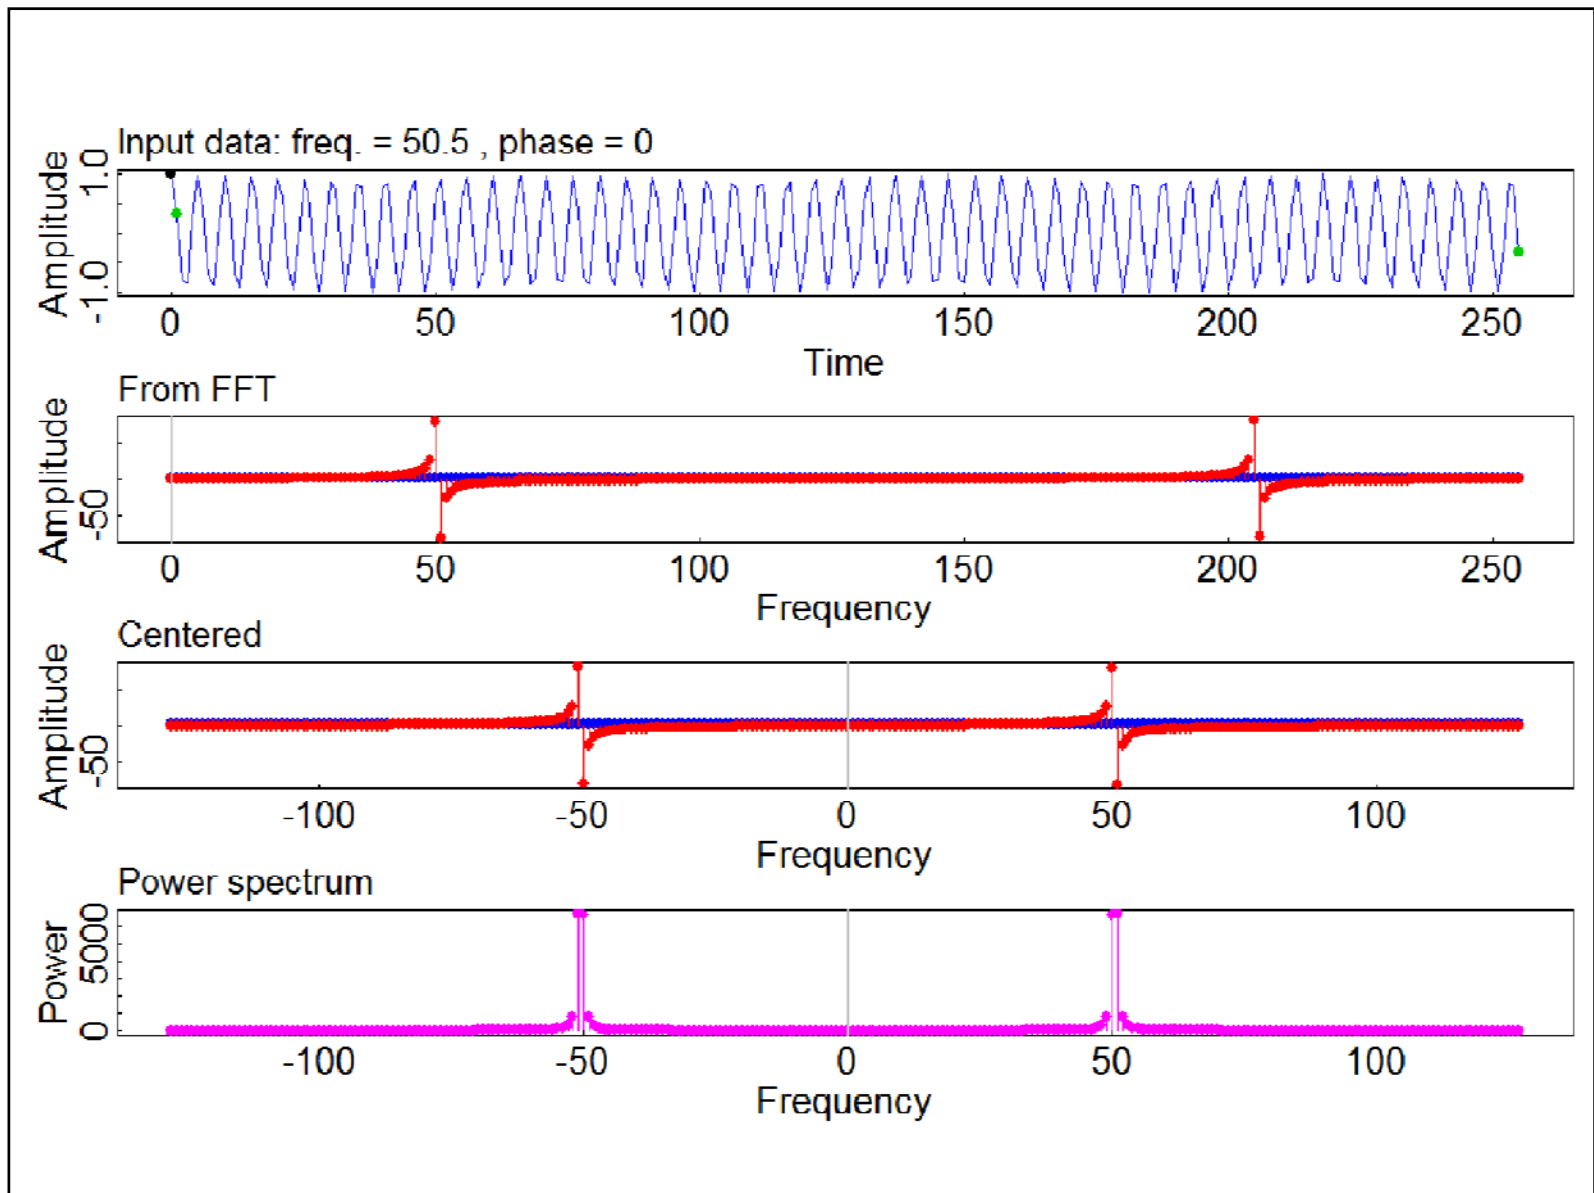 Input data: freq. = 50.5 , phase = 0
Amplitude
1.0
-1.0
0 50 100 150 200 250
Time
From FFT
Amplitude
-50
0 50 100 150 200 250
Frequency
Centered
Amplitude
-50
-100 -50 0 50 100
Frequency
Power spectrum
Power
5000
0
-100 -50 0 50 100
Frequency